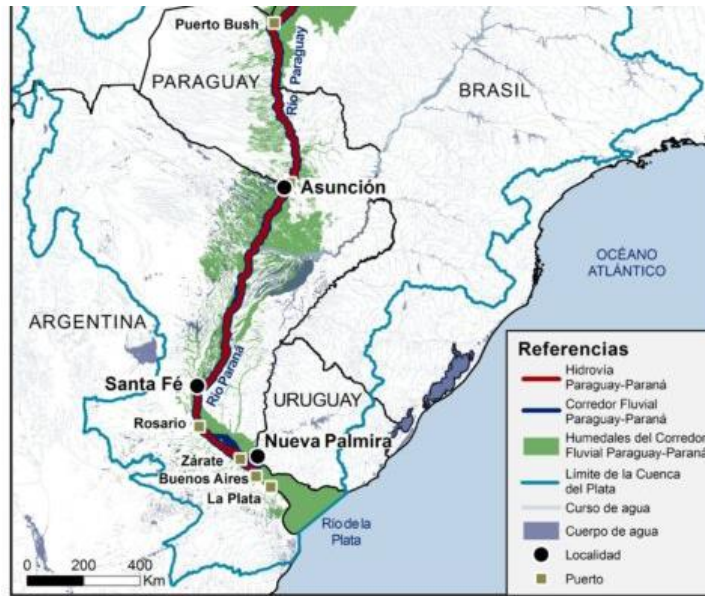 Puerto Bush
PARAGUAY
Río Paraguay
BRASIL
Asunción
OCÉANO
ATLÁNTICO
ARGENTINA
Santa Fé
Río Paraná
Rosario
URUGUAY
Nueva Palmira
Zárate
Buenos Aires
La Plata
Río de la
Plata
0 200 400
Km
Referencias
Hidrovía
Paraguay-Paraná
Corredor Fluvial
Paraguay-Paraná
Humedales del Corredor
Fluvial Paraguay-Paraná
Límite de la Cuenca
del Plata
Curso de agua
Cuerpo de agua
Localidad
Puerto